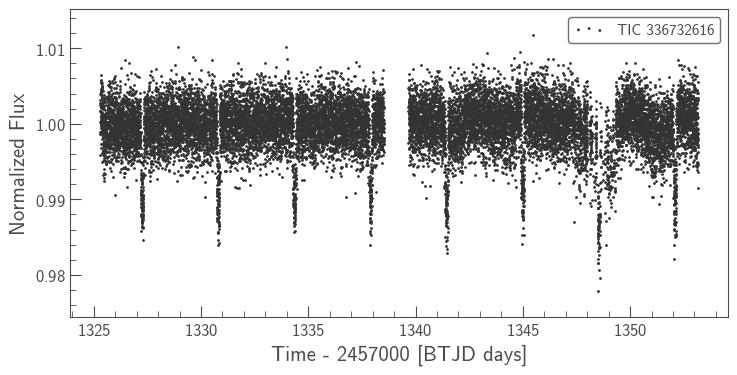 TIC 336732616
1.01
1.00
0.99
0.98
Normalized Flux
1325 1330 1335 1340 1345 1350
Time - 2457000 [BTJD days]